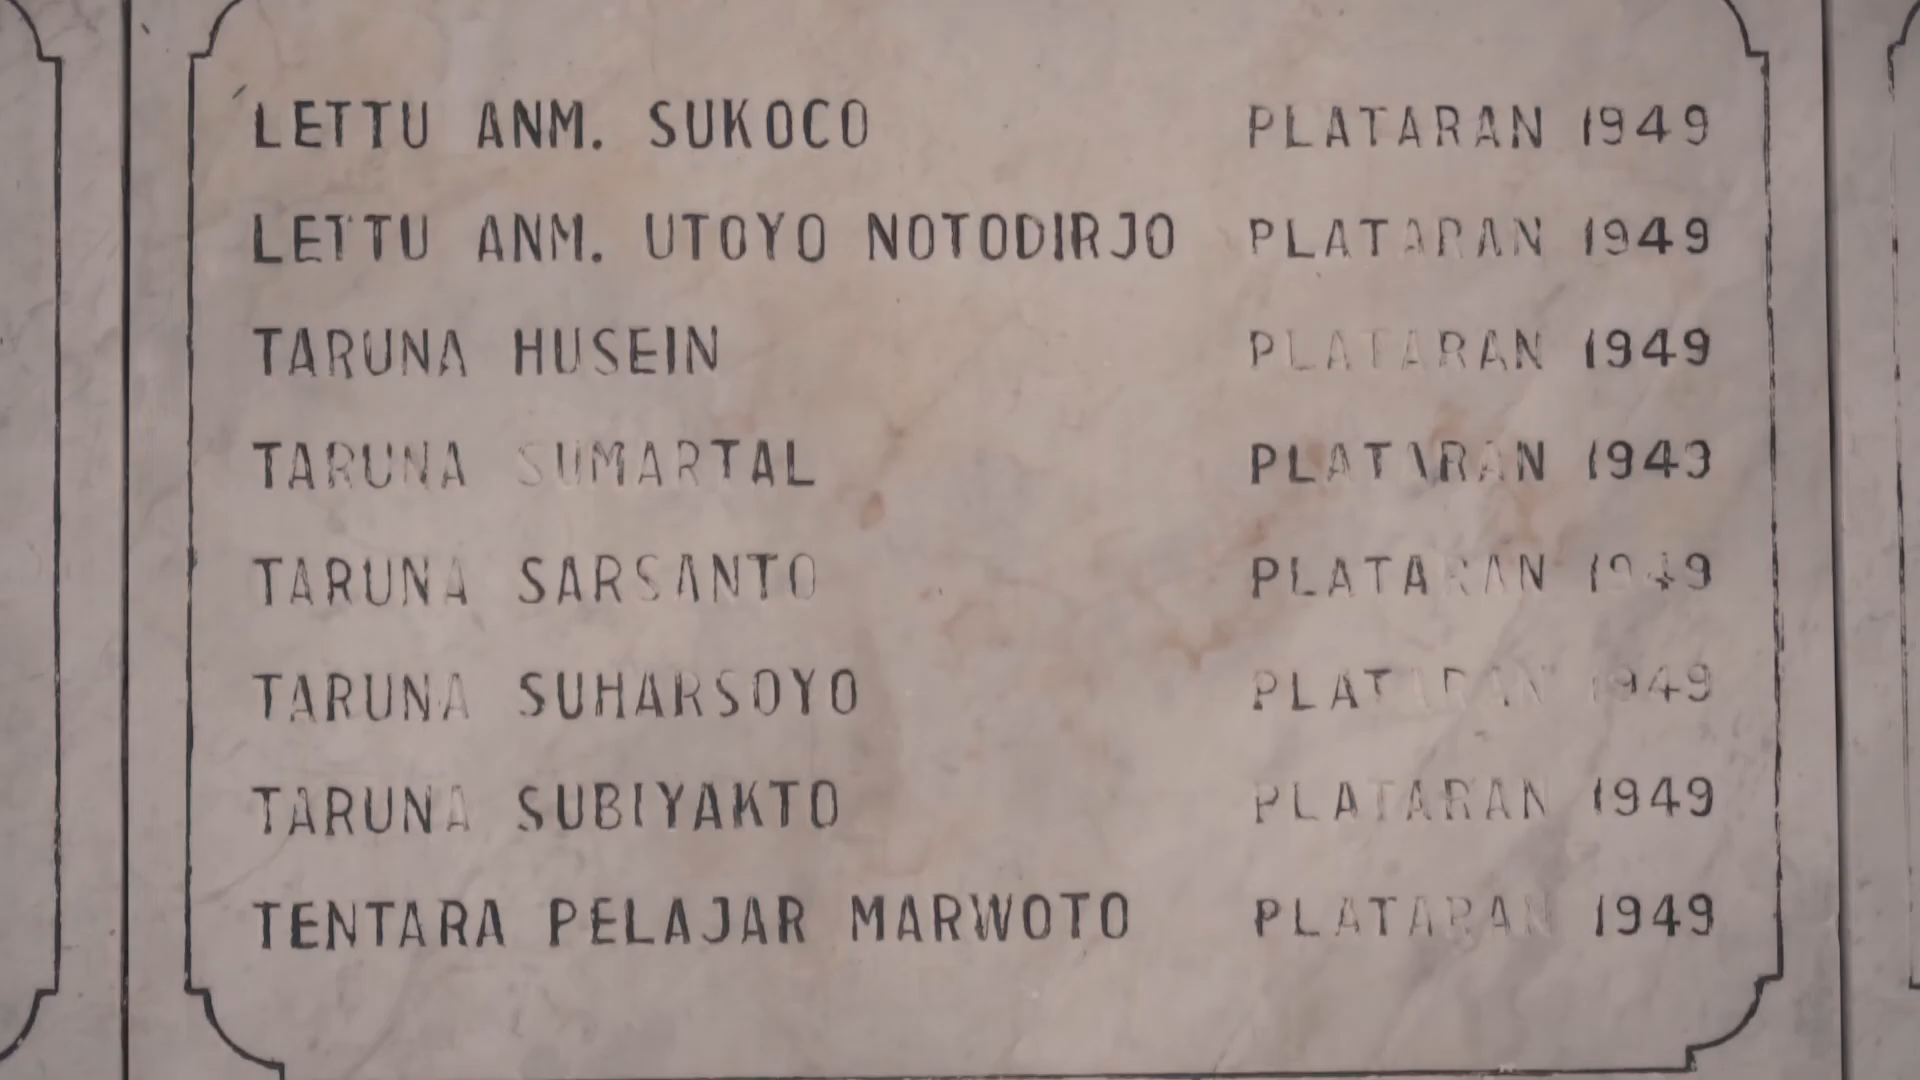 LETTU ANM. SUKOCO PLATARAN 1949
LETTU ANM. UTOYO NOTODIRJO PLATARAN 1949
TARUNA HUSEIN PLATARAN 1949
TARUNA SUMARTAL PLATARAN 1949
TARUNA SARSANTO PLATARAN 1949
TARUNA SUHARSOYO PLATARAN 1949
TARUNA SUBIYAKTO PLATARAN 1949
TENTARA PELAJAR MARWOTO PLATARAN 1949